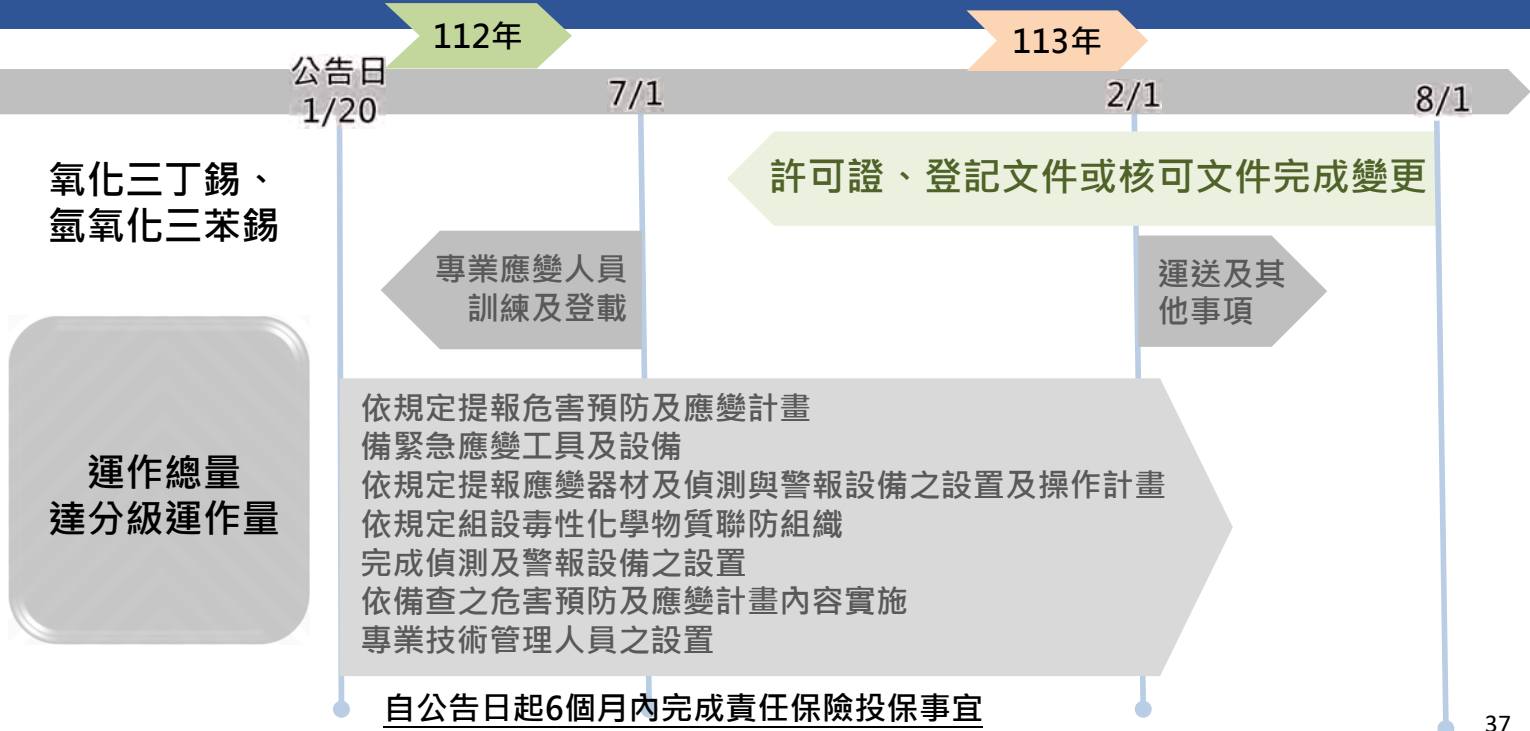 112年
113年
公告日
1/20
7/1
2/1
8/1
氧化三丁錫、
氫氧化三苯錫
許可證、登記文件或核可文件完成變更
專業應變人員
訓練及登載
運送及其
他事項
運作總量
達分級運作量
依規定提報危害預防及應變計畫
備緊急應變工具及設備
依規定提報應變器材及偵測與警報設備之設置及操作計畫
依規定組設毒性化學物質聯防組織
完成偵測及警報設備之設置
依備查之危害預防及應變計畫內容實施
專業技術管理人員之設置
自公告日起6個月內完成責任保險投保事宜
37